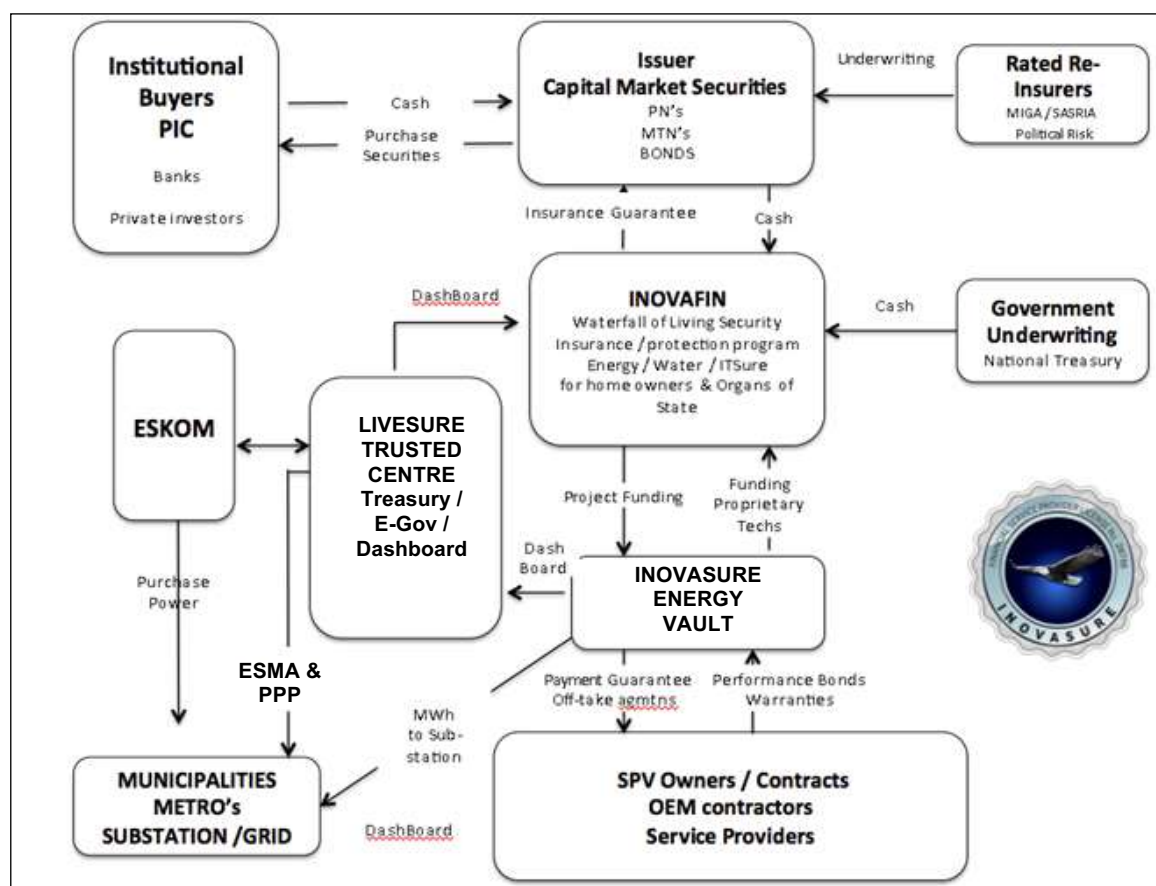 Institutional
Buyers
PIC
Banks
Private investors
Cash
Purchase
Securities
Issuer
Capital Market Securities
PN's
MTN's
BONDS
Underwriting
Rated Re-
Insurers
MIGA / SASRIA
Political Risk
Insurance Guarantee
Cash
DashBoard
INOVAFIN
Waterfall of Living Security
Insurance / protection program
Energy / Water / ITSure
for home owners & Organs of
State
Cash
Government
Underwriting
National Treasury
ESKOM
LIVESURE
TRUSTED
CENTRE
Treasury /
E-Gov /
Dashboard
Project Funding
Funding
Proprietary
Techs
Dash
Board
INOVASURE
ENERGY
VAULT
Purchase
Power
ESMA &
PPP
MWh
to Sub-
station
Payment Guarantee
Off-take agmtns
Performance Bonds
Warranties
MUNICIPALITIES
METRO's
SUBSTATION /GRID
DashBoard
SPV Owners / Contracts
OEM contractors
Service Providers
INOVASURE